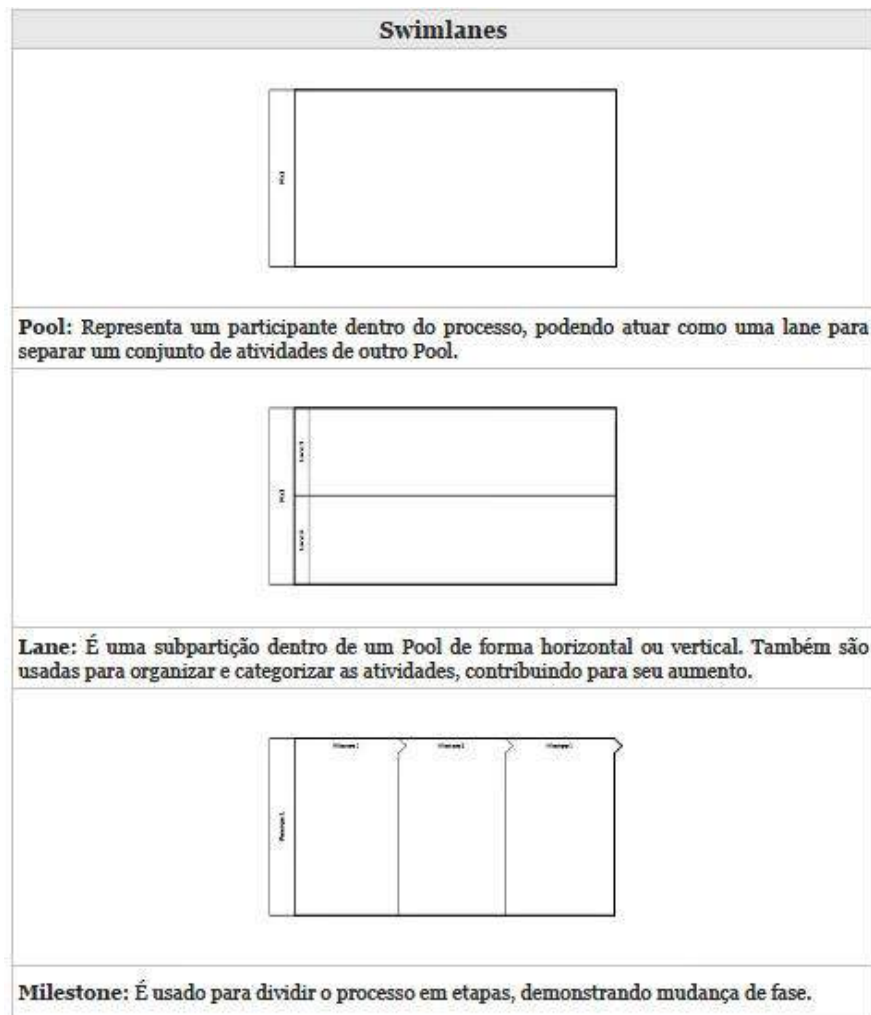 Swimlanes
Pool: Representa um participante dentro do processo, podendo atuar como uma lane para
separar um conjunto de atividades de outro Pool.
Lane: É uma subpartição dentro de um Pool de forma horizontal ou vertical. Também são
usadas para organizar e categorizar as atividades, contribuindo para seu aumento.
Milestone: É usado para dividir o processo em etapas, demonstrando mudança de fase.